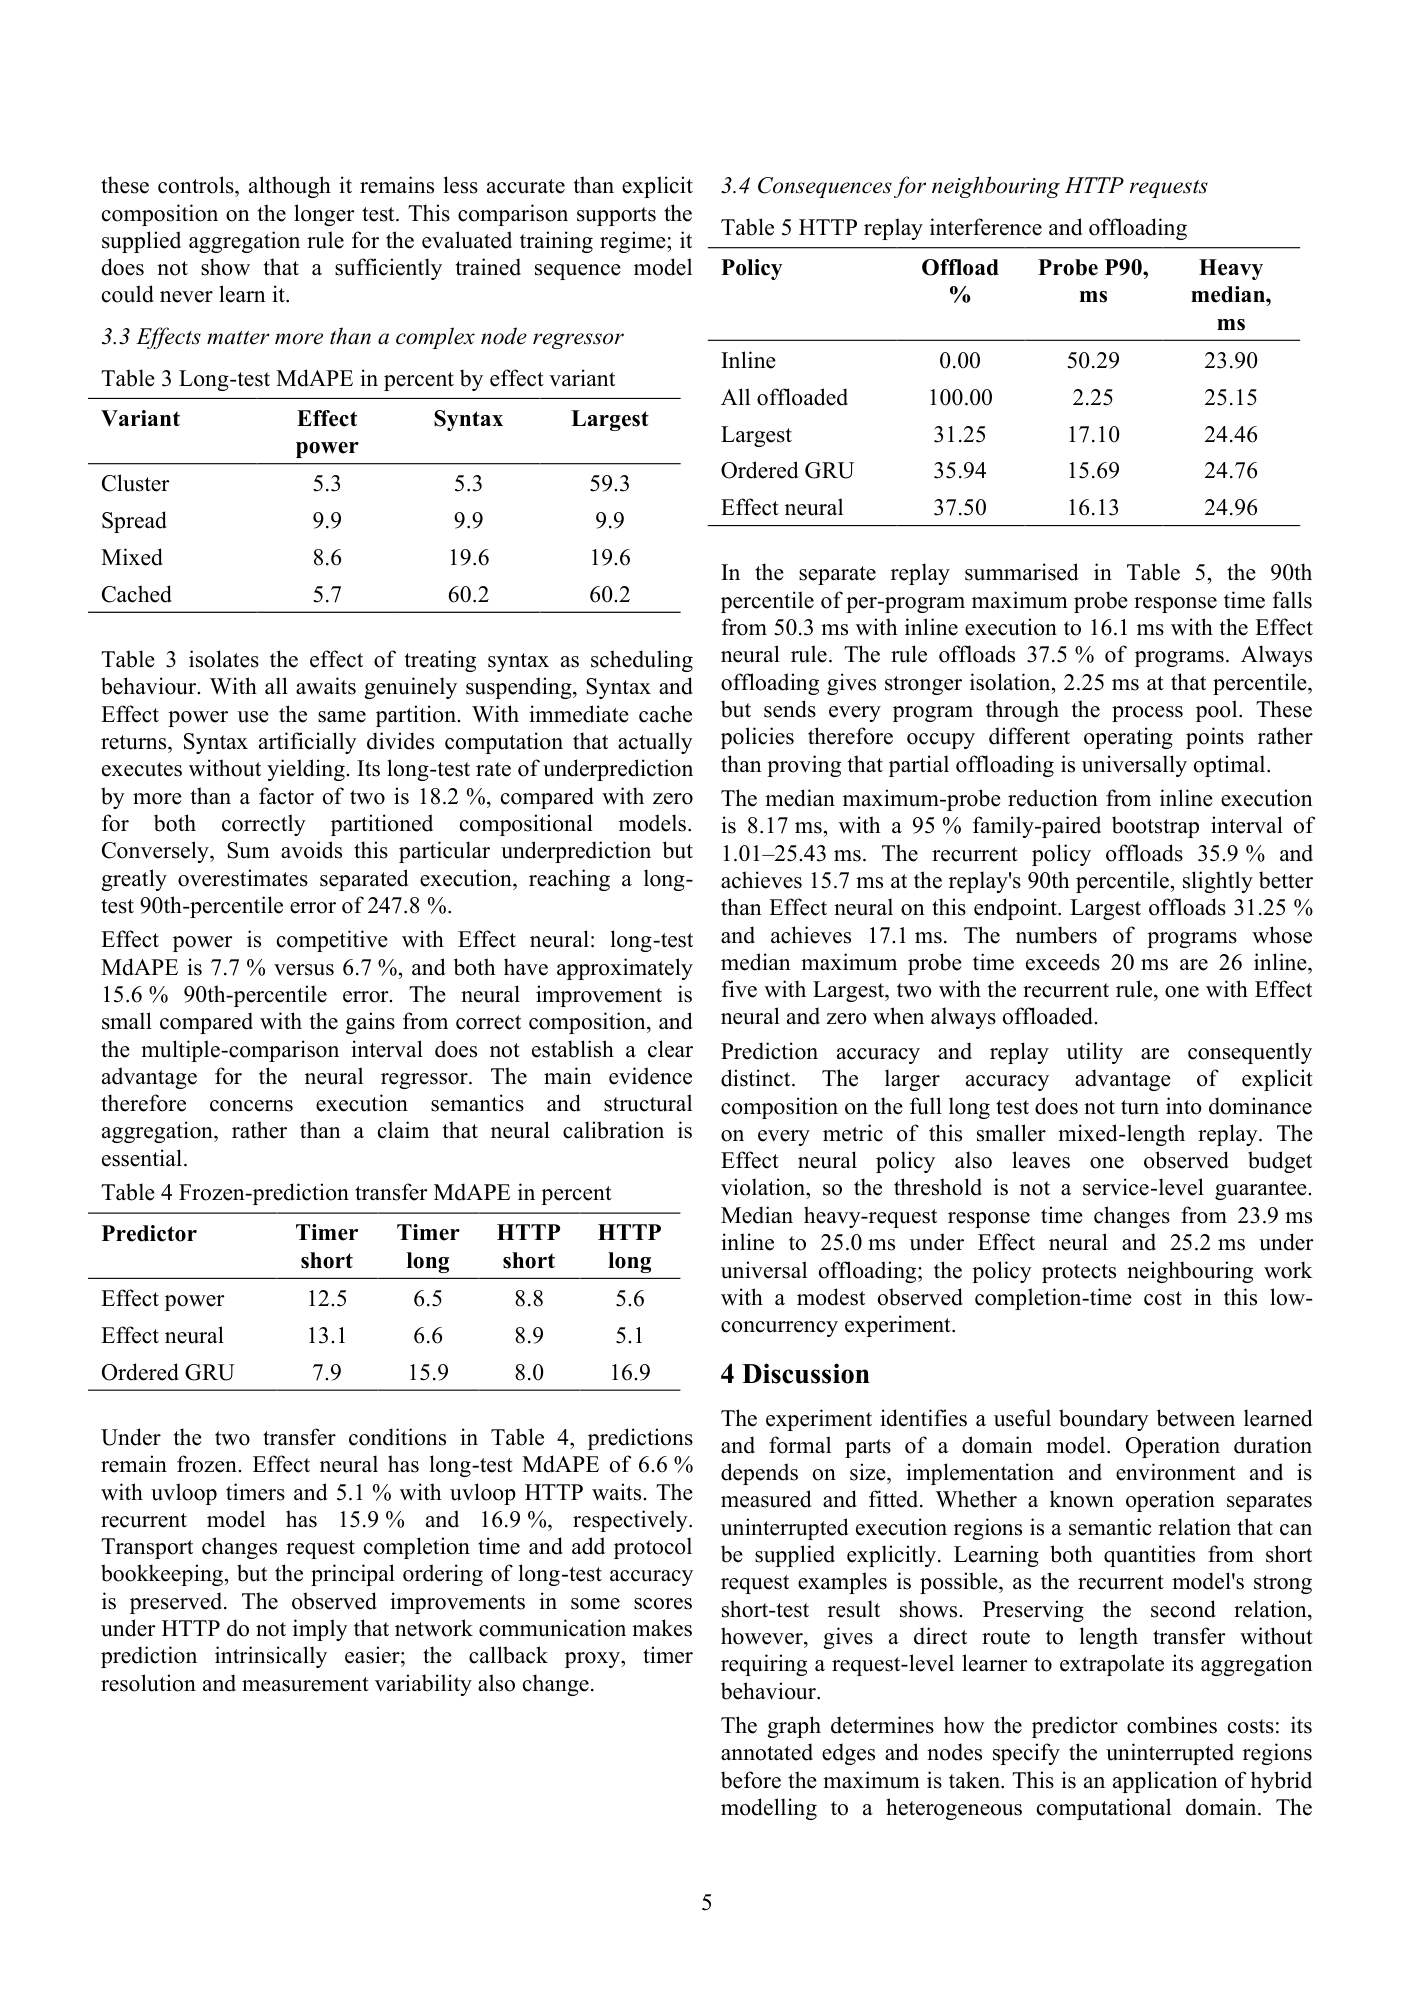 these controls, although it remains less accurate than explicit
composition on the longer test. This comparison supports the
supplied aggregation rule for the evaluated training regime; it
does not show that a sufficiently trained sequence model
could never learn it.
3.3 Effects matter more than a complex node regressor
Table 3 Long-test MdAPE in percent by effect variant
Variant Effect power Syntax Largest
Cluster 5.3 5.3 59.3
Spread 9.9 9.9 9.9
Mixed 8.6 19.6 19.6
Cached 5.7 60.2 60.2
Table 3 isolates the effect of treating syntax as scheduling
behaviour. With all awaits genuinely suspending, Syntax and
Effect power use the same partition. With immediate cache
returns, Syntax artificially divides computation that actually
executes without yielding. Its long-test rate of underprediction
by more than a factor of two is 18.2 %, compared with zero
for both correctly partitioned compositional models.
Conversely, Sum avoids this particular underprediction but
greatly overestimates separated execution, reaching a long-
test 90th-percentile error of 247.8 %.
Effect power is competitive with Effect neural: long-test
MdAPE is 7.7 % versus 6.7 %, and both have approximately
15.6 % 90th-percentile error. The neural improvement is
small compared with the gains from correct composition, and
the multiple-comparison interval does not establish a clear
advantage for the neural regressor. The main evidence
therefore concerns execution semantics and structural
aggregation, rather than a claim that neural calibration is
essential.
Table 4 Frozen-prediction transfer MdAPE in percent
Predictor Timer short Timer long HTTP short HTTP long
Effect power 12.5 6.5 8.8 5.6
Effect neural 13.1 6.6 8.9 5.1
Ordered GRU 7.9 15.9 8.0 16.9
Under the two transfer conditions in Table 4, predictions
remain frozen. Effect neural has long-test MdAPE of 6.6 %
with uvloop timers and 5.1 % with uvloop HTTP waits. The
recurrent model has 15.9 % and 16.9 %, respectively.
Transport changes request completion time and add protocol
bookkeeping, but the principal ordering of long-test accuracy
is preserved. The observed improvements in some scores
under HTTP do not imply that network communication makes
prediction intrinsically easier; the callback proxy, timer
resolution and measurement variability also change.
3.4 Consequences for neighbouring HTTP requests
Table 5 HTTP replay interference and offloading
Policy Offload % Probe P90, ms Heavy median, ms
Inline 0.00 50.29 23.90
All offloaded 100.00 2.25 25.15
Largest 31.25 17.10 24.46
Ordered GRU 35.94 15.69 24.76
Effect neural 37.50 16.13 24.96
In the separate replay summarised in Table 5, the 90th
percentile of per-program maximum probe response time falls
from 50.3 ms with inline execution to 16.1 ms with the Effect
neural rule. The rule offloads 37.5 % of programs. Always
offloading gives stronger isolation, 2.25 ms at that percentile,
but sends every program through the process pool. These
policies therefore occupy different operating points rather
than proving that partial offloading is universally optimal.
The median maximum-probe reduction from inline execution
is 8.17 ms, with a 95 % family-paired bootstrap interval of
1.01–25.43 ms. The recurrent policy offloads 35.9 % and
achieves 15.7 ms at the replay's 90th percentile, slightly better
than Effect neural on this endpoint. Largest offloads 31.25 %
and achieves 17.1 ms. The numbers of programs whose
median maximum probe time exceeds 20 ms are 26 inline,
five with Largest, two with the recurrent rule, one with Effect
neural and zero when always offloaded.
Prediction accuracy and replay utility are consequently
distinct. The larger accuracy advantage of explicit
composition on the full long test does not turn into dominance
on every metric of this smaller mixed-length replay. The
Effect neural policy also leaves one observed budget
violation, so the threshold is not a service-level guarantee.
Median heavy-request response time changes from 23.9 ms
inline to 25.0 ms under Effect neural and 25.2 ms under
universal offloading; the policy protects neighbouring work
with a modest observed completion-time cost in this low-
concurrency experiment.
4 Discussion
The experiment identifies a useful boundary between learned
and formal parts of a domain model. Operation duration
depends on size, implementation and environment and is
measured and fitted. Whether a known operation separates
uninterrupted execution regions is a semantic relation that can
be supplied explicitly. Learning both quantities from short
request examples is possible, as the recurrent model's strong
short-test result shows. Preserving the second relation,
however, gives a direct route to length transfer without
requiring a request-level learner to extrapolate its aggregation
behaviour.
The graph determines how the predictor combines costs: its
annotated edges and nodes specify the uninterrupted regions
before the maximum is taken. This is an application of hybrid
modelling to a heterogeneous computational domain. The
5